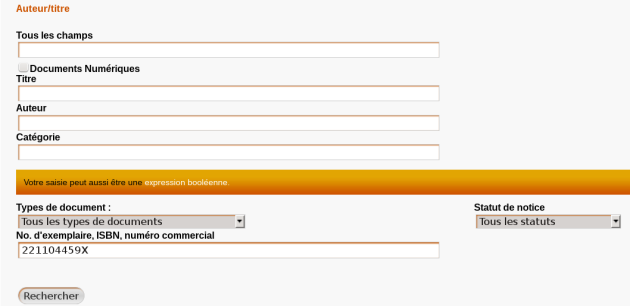 Auteur/titre
Tous les champs
Documents Numériques
Titre
Auteur
Catégorie
Votre saisie peut aussi être une expression booléenne.
Types de document : Statut de notice
Tous les types de documents Tous les statuts
No. d'exemplaire, ISBN, numéro commercial
221104459X
Rechercher